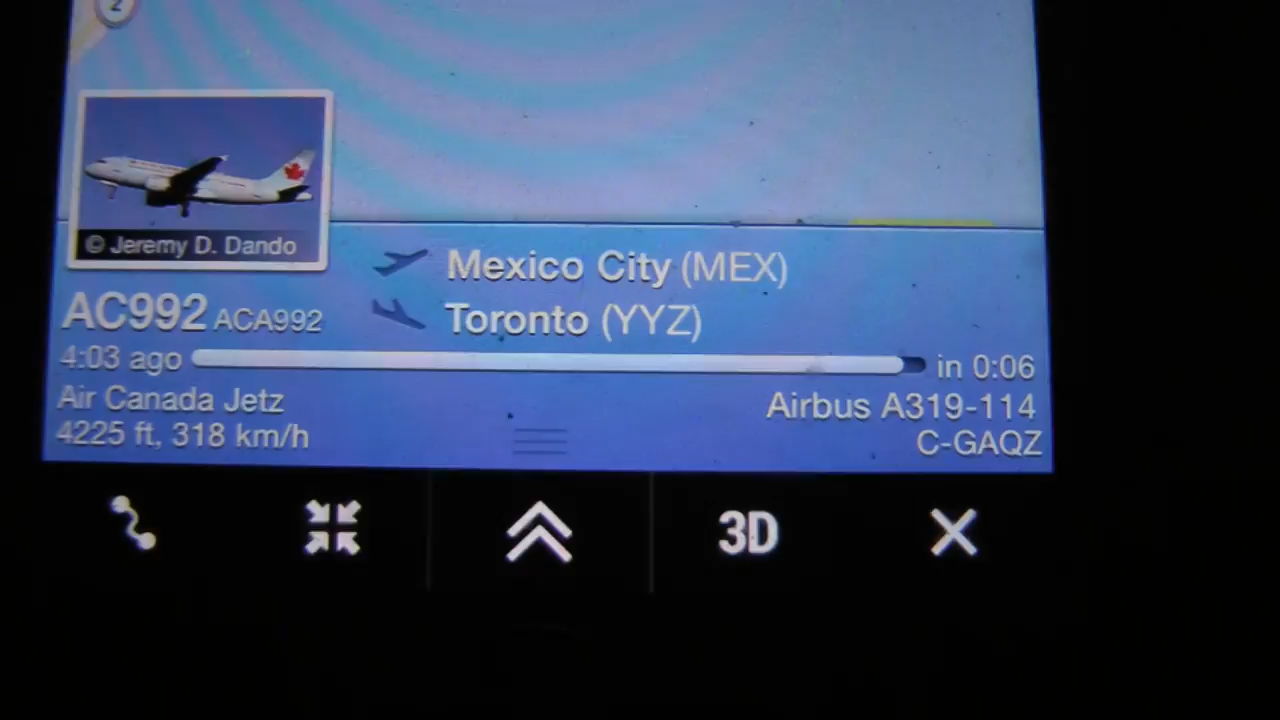 2
© Jeremy D. Dando
Mexico City (MEX)
AC992 ACA992
Toronto (YYZ)
4:03 ago
in 0:06
Air Canada Jetz
Airbus A319-114
4225 ft, 318 km/h
C-GAQZ
3D